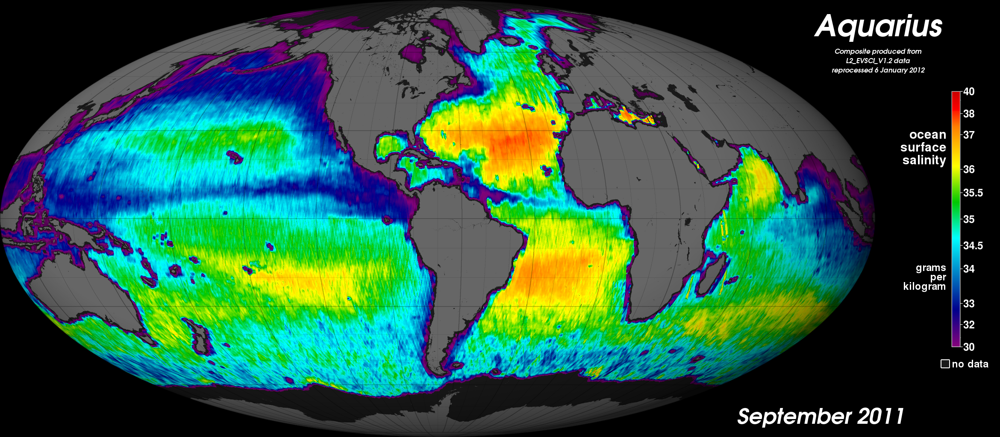 Aquarius
Composite produced from
L2_EVSCI_V1.2 data
reprocessed 6 January 2012
40
38
ocean
surface
salinity
37
36
35.5
35
34.5
34
grams
per
kilogram
33
32
30
no data
September 2011